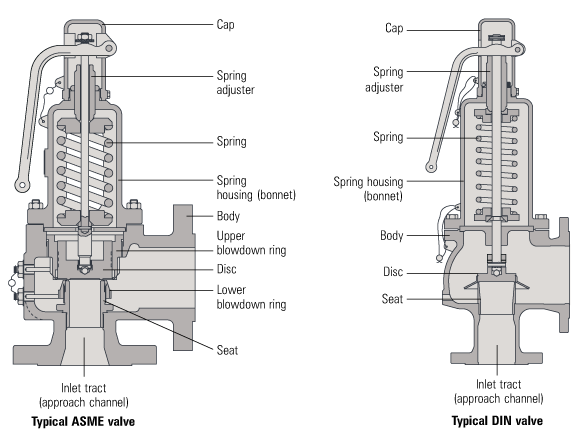 Cap
Spring
adjuster
Spring
Spring
housing (bonnet)
Body
Upper
blowdown ring
Disc
Lower
blowdown ring
Seat
Inlet tract
(approach channel)
Typical ASME valve
Cap
Spring
adjuster
Spring
Spring housing
(bonnet)
Body
Disc
Seat
Inlet tract
(approach channel)
Typical DIN valve